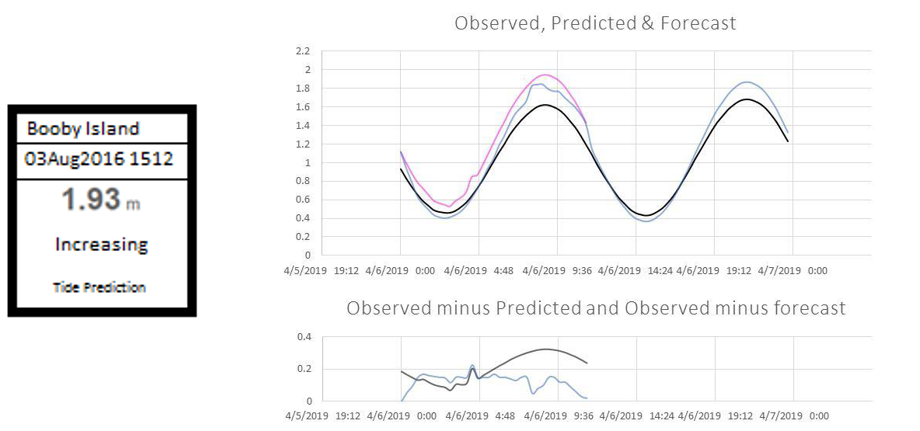 Booby Island
03Aug2016 1512
1.93 m
Increasing
Tide Prediction
Observed, Predicted & Forecast
2.2
2
1.8
1.6
1.4
1.2
1
0.8
0.6
0.4
0.2
0
4/5/2019 19:12 4/6/2019 0:00 4/6/2019 4:48 4/6/2019 9:36 4/6/2019 14:24 4/6/2019 19:12 4/7/2019 0:00
Observed minus Predicted and Observed minus forecast
0.4
0.2
0
4/5/2019 19:12 4/6/2019 0:00 4/6/2019 4:48 4/6/2019 9:36 4/6/2019 14:24 4/6/2019 19:12 4/7/2019 0:00